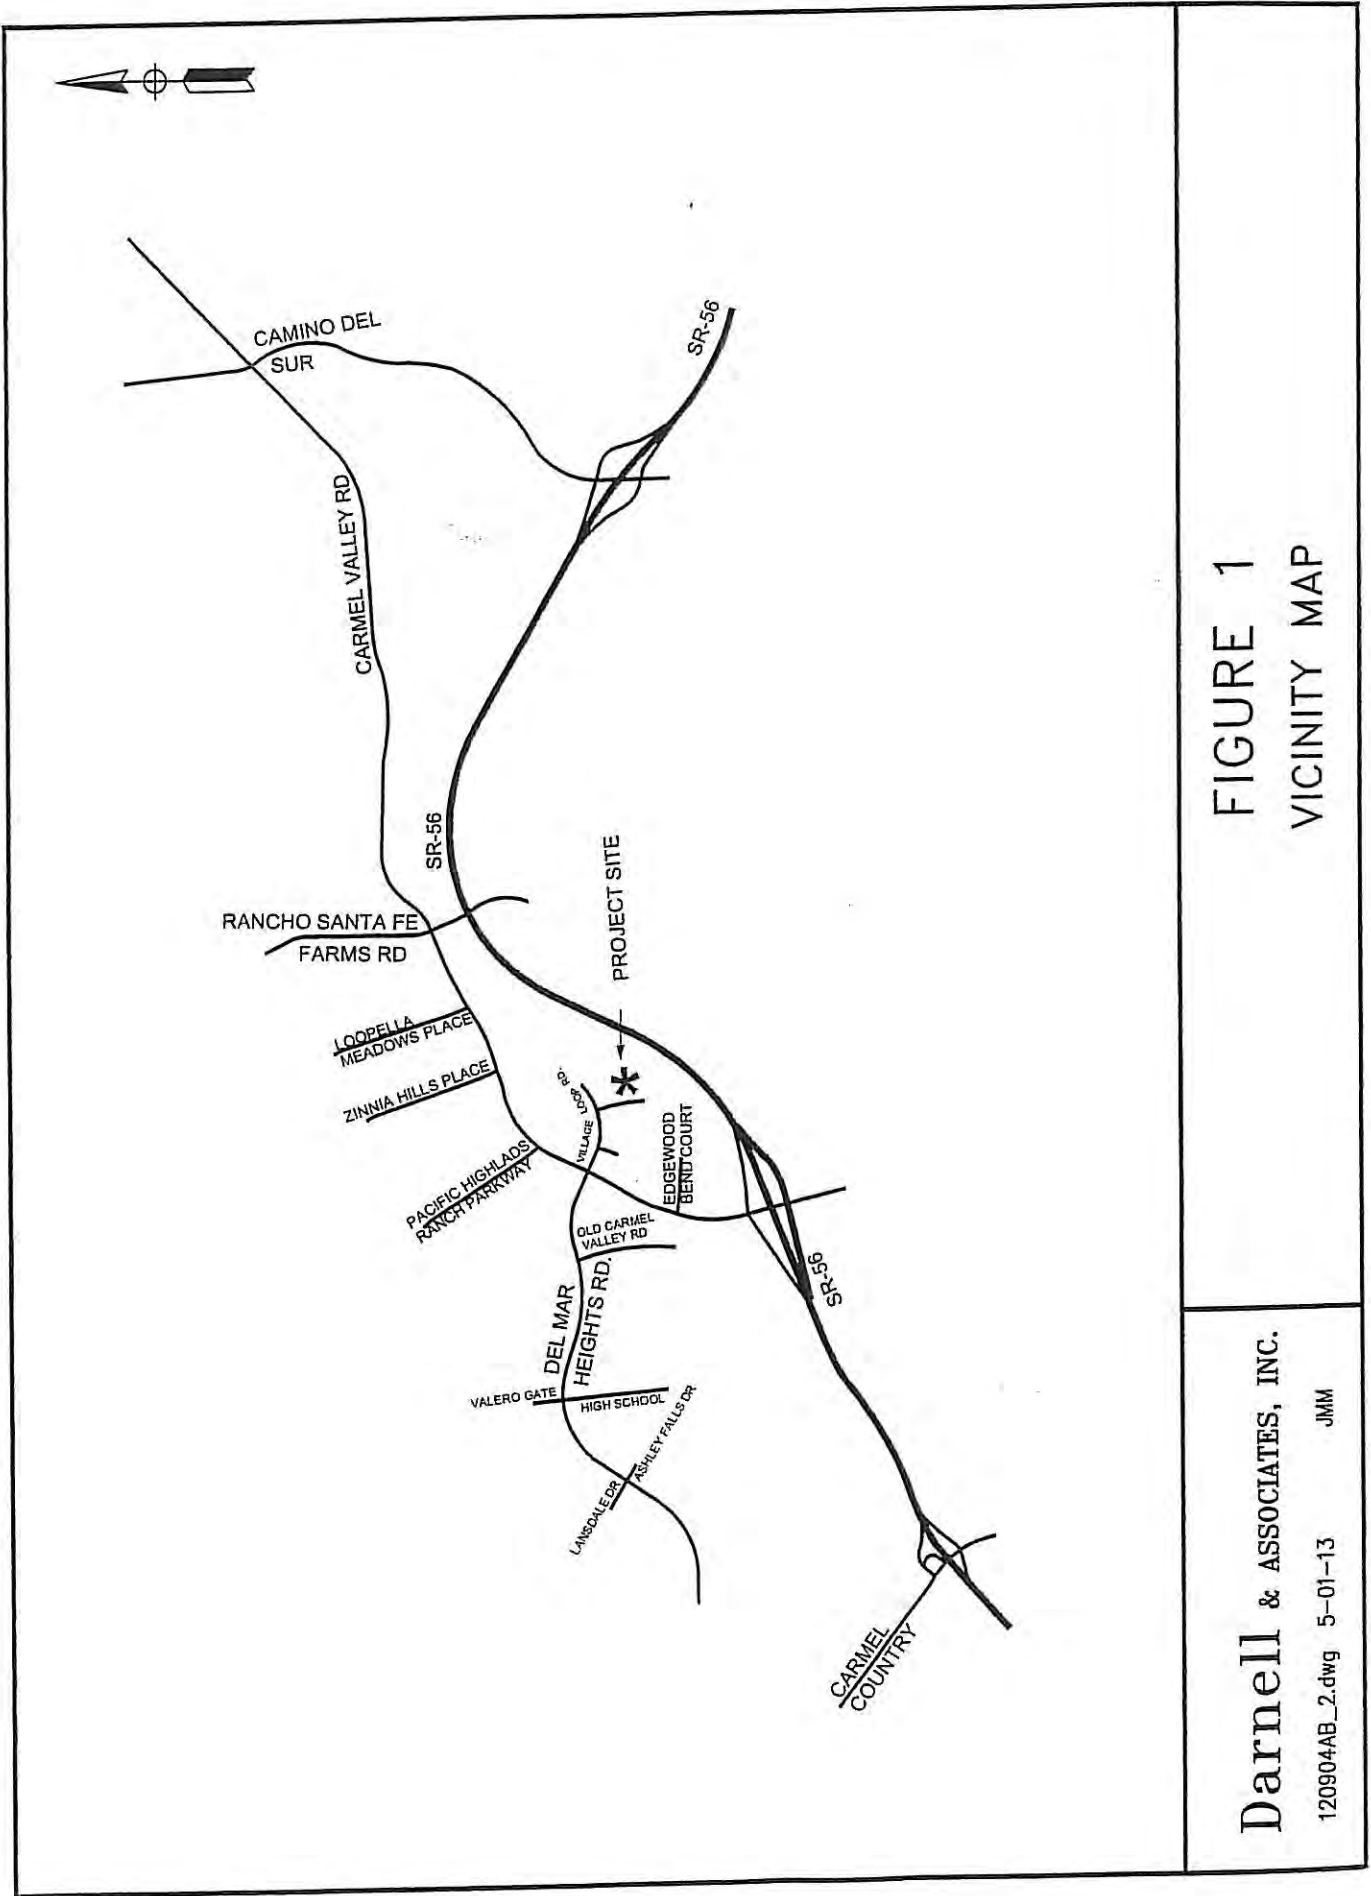 CAMINO DEL
SUR
CARMEL VALLEY RD
SR-56
SR-56
RANCHO SANTA FE
FARMS RD
PROJECT SITE
LOOPELLA
MEADOWS PLACE
ZINNIA HILLS PLACE
PACIFIC HIGHLADS
RANCH PARKWAY
VILLAGE LOOP RD.
EDGEWOOD
BEND COURT
OLD CARMEL
VALLEY RD
DEL MAR
HEIGHTS RD.
VALERO GATE
HIGH SCHOOL
LANSDALE DR
ASHLEY FALLS DR
SR-56
CARMEL
COUNTRY
FIGURE 1
VICINITY MAP
Darnell & ASSOCIATES, INC.
120904AB_2.dwg 5-01-13 JMM